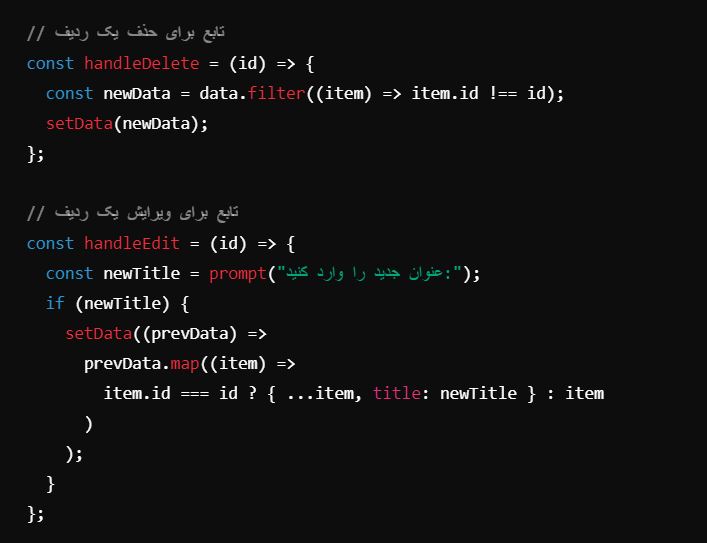 // تابع برای حذف یک ردیف
const handleDelete = (id) => {
  const newData = data.filter((item) => item.id !== id);
  setData(newData);
};

// تابع برای ویرایش یک ردیف
const handleEdit = (id) => {
  const newTitle = prompt("عنوان جدید را وارد کنید:");
  if (newTitle) {
    setData((prevData) =>
      prevData.map((item) =>
        item.id === id ? { ...item, title: newTitle } : item
      )
    );
  }
};